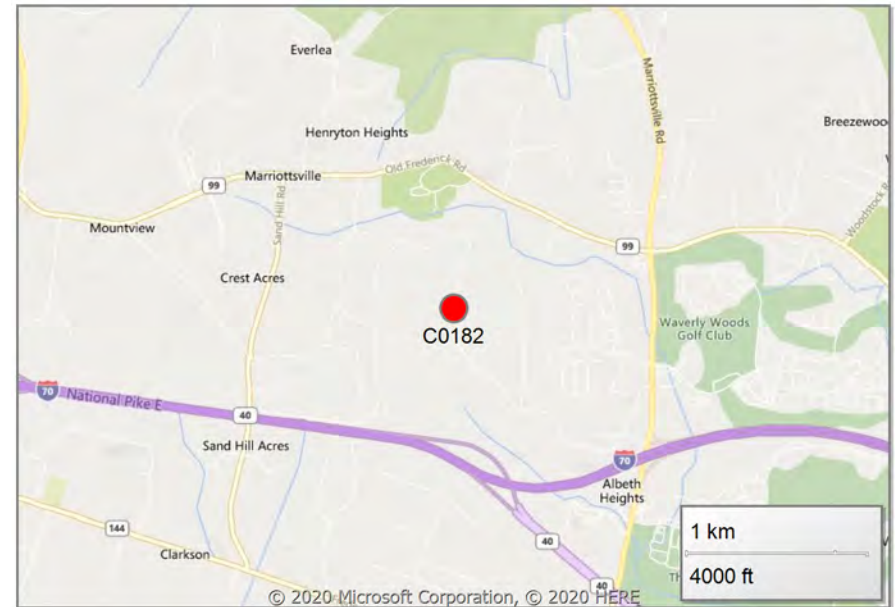 Everlea
Marriottsville Rd
Breezewoo
Henryton Heights
Old Frederick Rd
Marriottsville
99
Sand Hill Rd
Woodstock
Mountview
99
Crest Acres
C0182
Waverly Woods
Golf Club
70
National Pike E
40
Sand Hill Acres
70
Albeth
Heights
144
40
Clarkson
40
Th
1 km
4000 ft
© 2020 Microsoft Corporation, © 2020 HERE